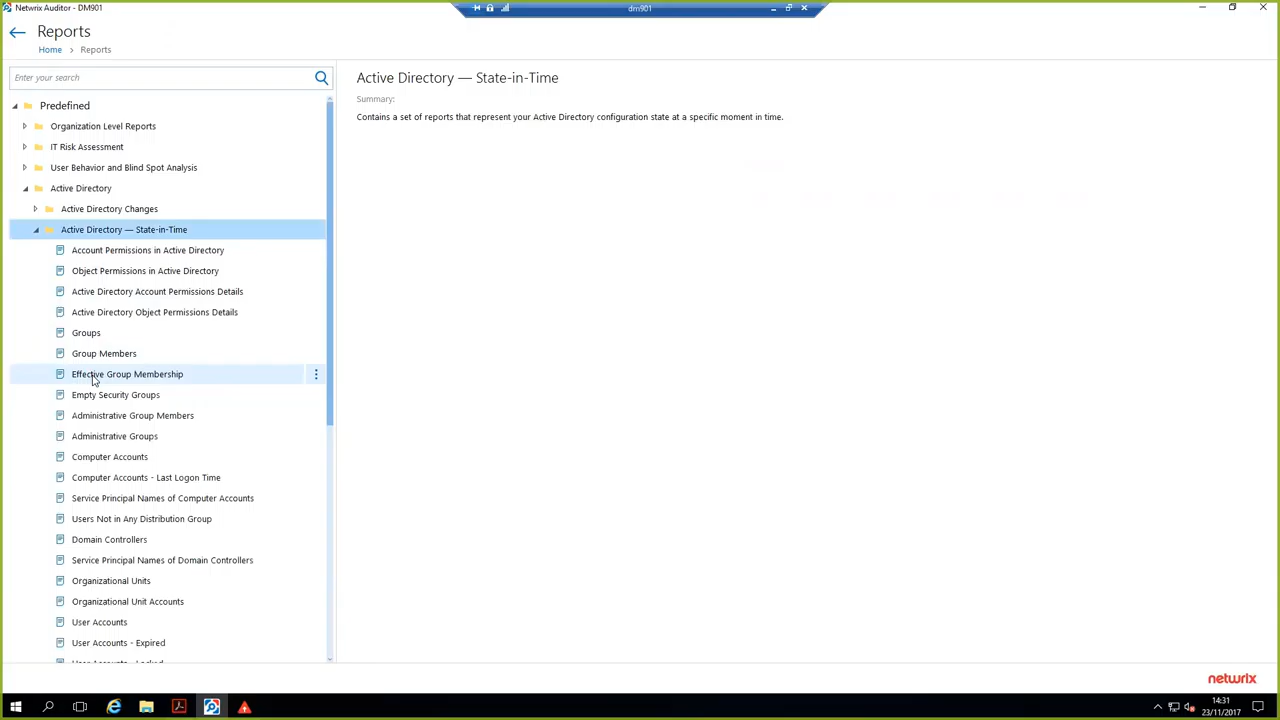 Netwrix Auditor - DM901
dm901
Reports
Home > Reports
Enter your search
Predefined
Organization Level Reports
IT Risk Assessment
User Behavior and Blind Spot Analysis
Active Directory
Active Directory Changes
Active Directory — State-in-Time
Account Permissions in Active Directory
Object Permissions in Active Directory
Active Directory Account Permissions Details
Active Directory Object Permissions Details
Groups
Group Members
Effective Group Membership
Empty Security Groups
Administrative Group Members
Administrative Groups
Computer Accounts
Computer Accounts - Last Logon Time
Service Principal Names of Computer Accounts
Users Not in Any Distribution Group
Domain Controllers
Service Principal Names of Domain Controllers
Organizational Units
Organizational Unit Accounts
User Accounts
User Accounts - Expired
User Accounts - Locked
Active Directory — State-in-Time
Summary:
Contains a set of reports that represent your Active Directory configuration state at a specific moment in time.
netwrix
14:31
23/11/2017